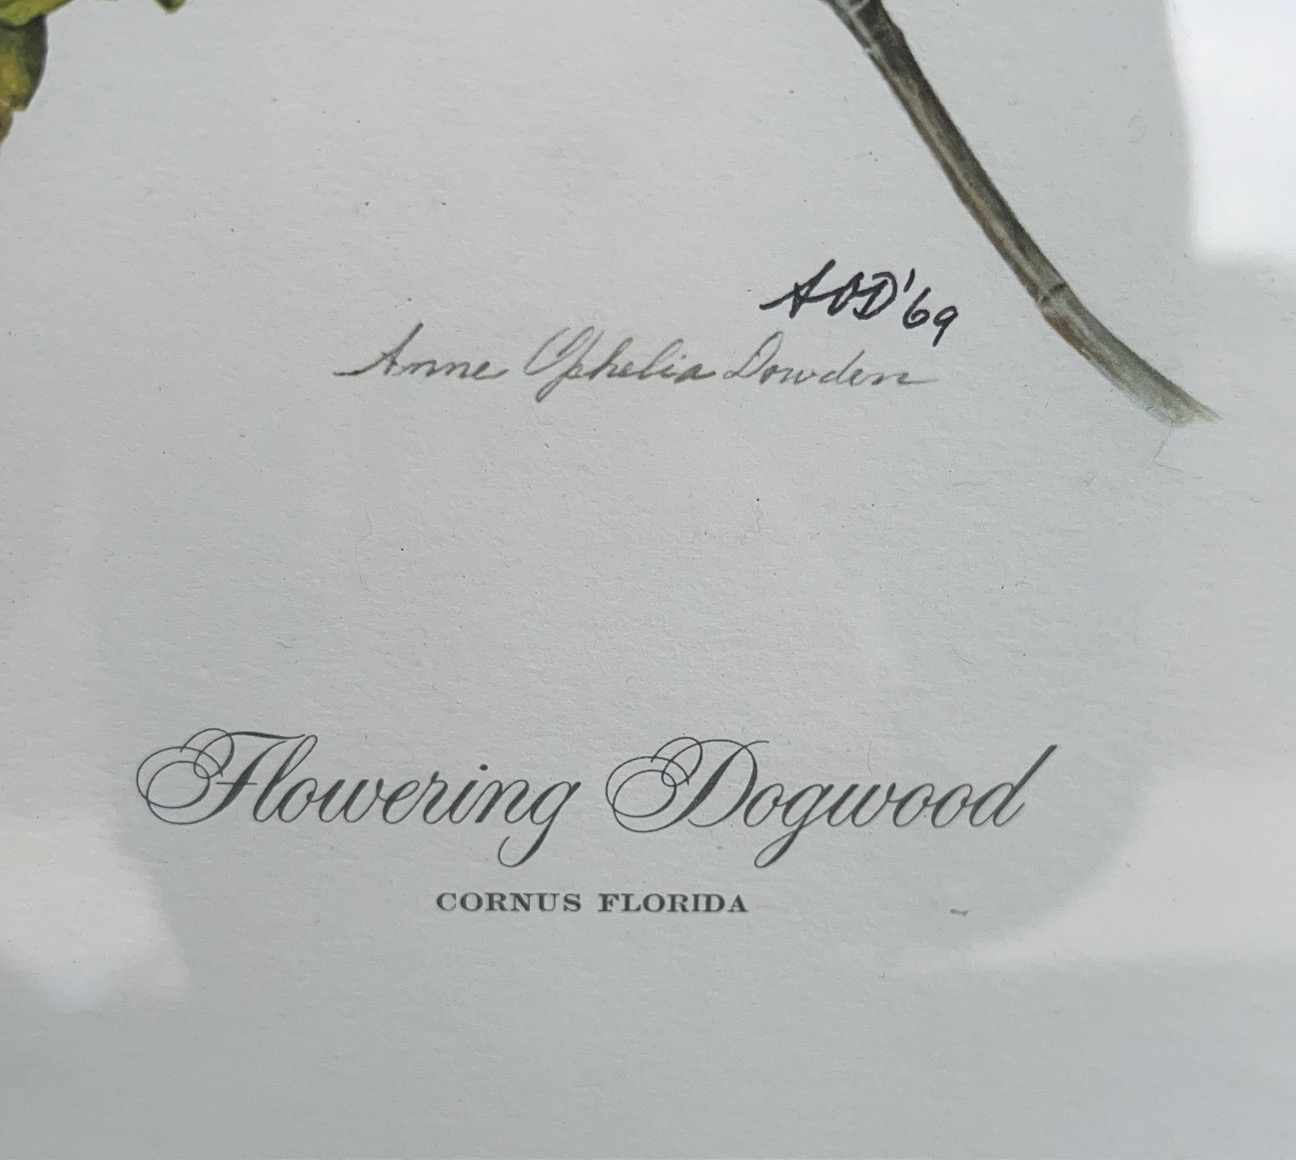 AOD'69
Anne Ophelia Dowden
Flowering Dogwood
CORNUS FLORIDA